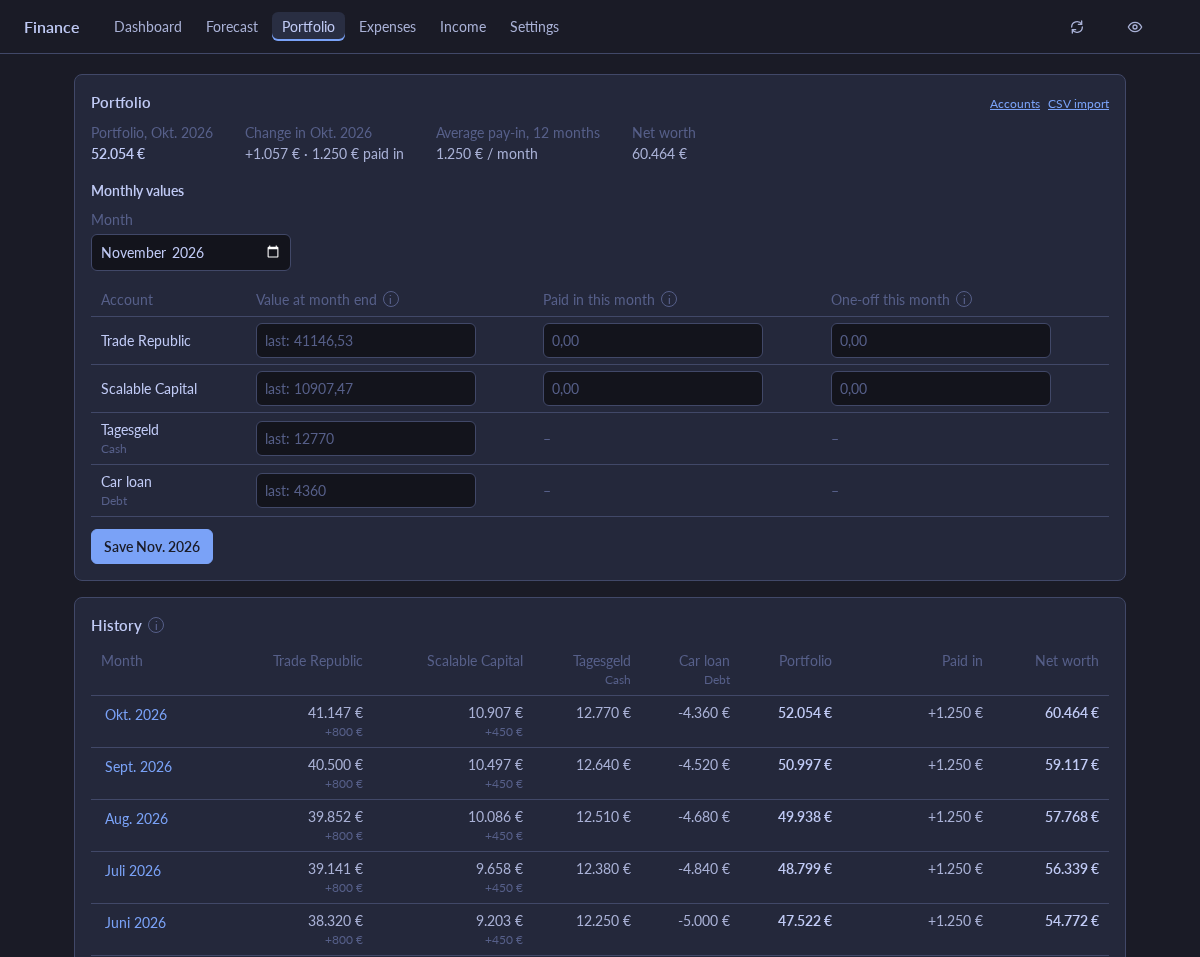 Finance Dashboard Forecast Portfolio Expenses Income Settings
Portfolio Accounts CSV import
Portfolio, Okt. 2026 Change in Okt. 2026 Average pay-in, 12 months Net worth
52.054 € +1.057 € · 1.250 € paid in 1.250 € / month 60.464 €
Monthly values
Month
November 2026
Account Value at month end Paid in this month One-off this month
Trade Republic last: 41146,53 0,00 0,00
Scalable Capital last: 10907,47 0,00 0,00
Tagesgeld last: 12770 – –
Cash
Car loan last: 4360 – –
Debt
Save Nov. 2026
History
Month Trade Republic Scalable Capital Tagesgeld Car loan Portfolio Paid in Net worth
Cash Debt
Okt. 2026 41.147 € 10.907 € 12.770 € -4.360 € 52.054 € +1.250 € 60.464 €
+800 € +450 €
Sept. 2026 40.500 € 10.497 € 12.640 € -4.520 € 50.997 € +1.250 € 59.117 €
+800 € +450 €
Aug. 2026 39.852 € 10.086 € 12.510 € -4.680 € 49.938 € +1.250 € 57.768 €
+800 € +450 €
Juli 2026 39.141 € 9.658 € 12.380 € -4.840 € 48.799 € +1.250 € 56.339 €
+800 € +450 €
Juni 2026 38.320 € 9.203 € 12.250 € -5.000 € 47.522 € +1.250 € 54.772 €
+800 € +450 €